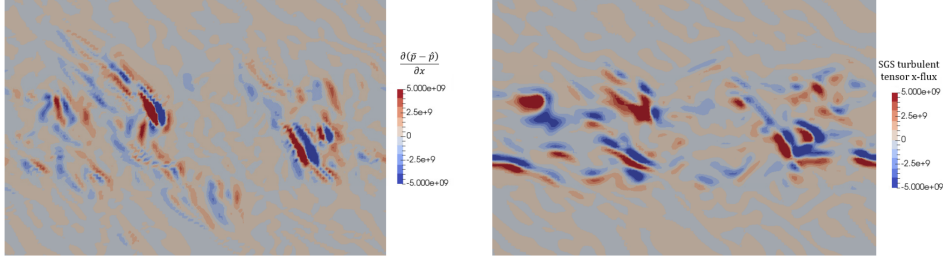 ∂(p̄ − p̂)
∂x
5.000e+09
2.5e+9
0
-2.5e+9
-5.000e+09
SGS turbulent
tensor x-flux
5.000e+09
2.5e+9
0
-2.5e+9
-5.000e+09